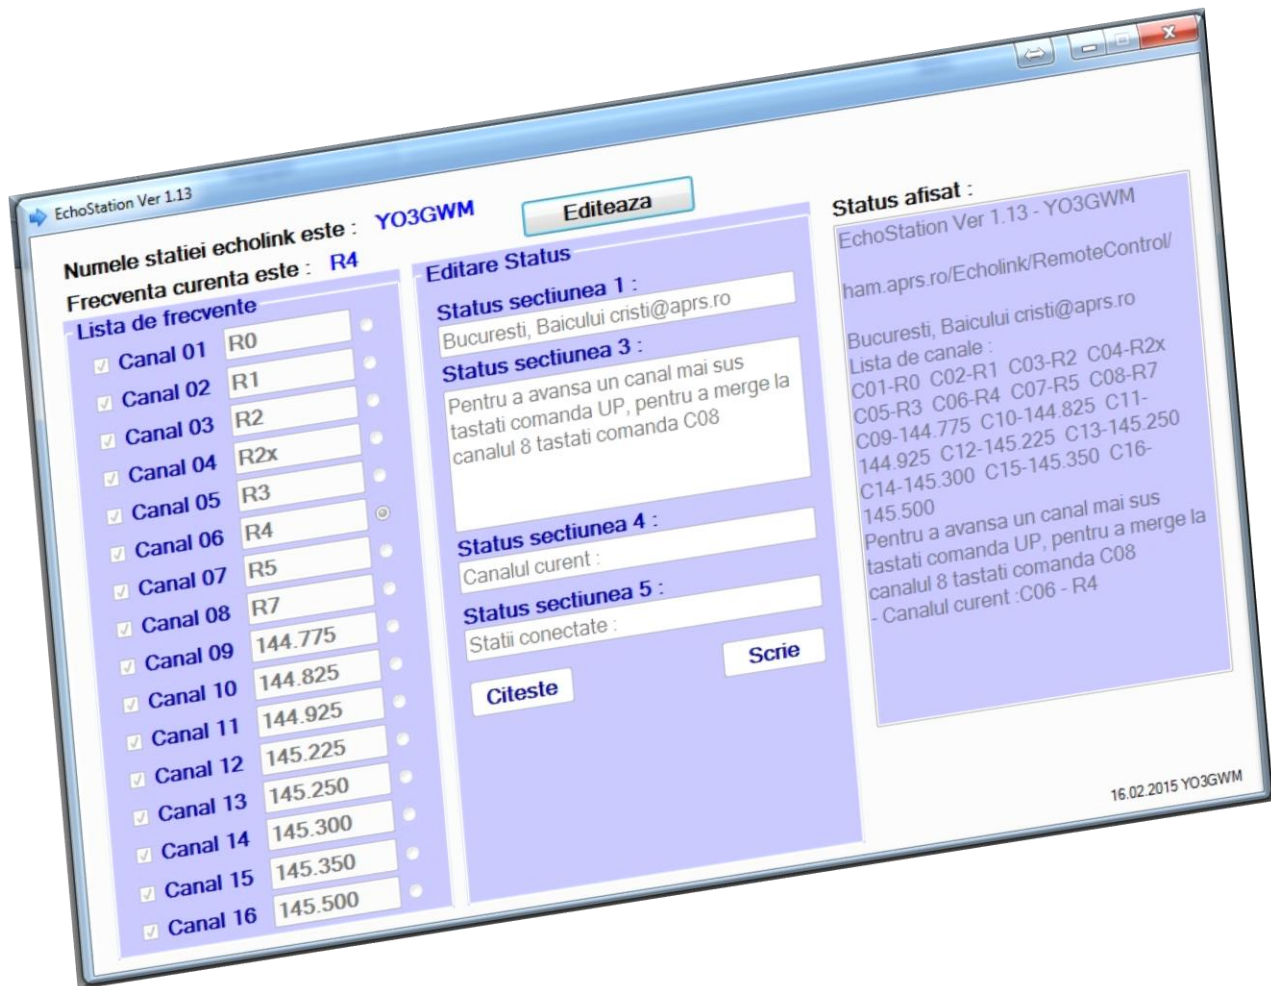 EchoStation Ver 1.13
Numele statiei echolink este : YO3GWM
Editeaza
Frecventa curenta este : R4
Lista de frecvente
Canal 01 R0
Canal 02 R1
Canal 03 R2
Canal 04 R2x
Canal 05 R3
Canal 06 R4
Canal 07 R5
Canal 08 R7
Canal 09 144.775
Canal 10 144.825
Canal 11 144.925
Canal 12 145.225
Canal 13 145.250
Canal 14 145.300
Canal 15 145.350
Canal 16 145.500
Editare Status
Status sectiunea 1 :
Bucuresti, Baicului cristi@aprs.ro
Status sectiunea 3 :
Pentru a avansa un canal mai sus
tastati comanda UP, pentru a merge la
canalul 8 tastati comanda C08
Status sectiunea 4 :
Canalul curent :
Status sectiunea 5 :
Statii conectate :
Citeste
Scrie
Status afisat :
EchoStation Ver 1.13 - YO3GWM
ham.aprs.ro/Echolink/RemoteControl/
Bucuresti, Baicului cristi@aprs.ro
Lista de canale :
C01-R0 C02-R1 C03-R2 C04-R2x
C05-R3 C06-R4 C07-R5 C08-R7
C09-144.775 C10-144.825 C11-
144.925 C12-145.225 C13-145.250
C14-145.300 C15-145.350 C16-
145.500
Pentru a avansa un canal mai sus
tastati comanda UP, pentru a merge la
canalul 8 tastati comanda C08
- Canalul curent :C06 - R4
16.02.2015 YO3GWM